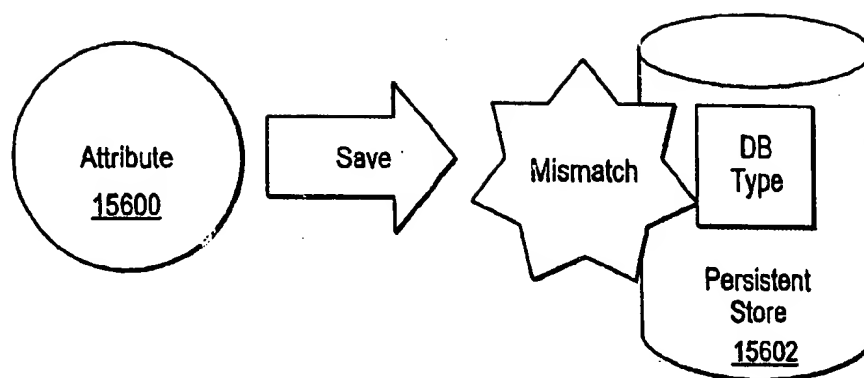 Attribute
15600
Save
Mismatch
DB
Type
Persistent
Store
15602